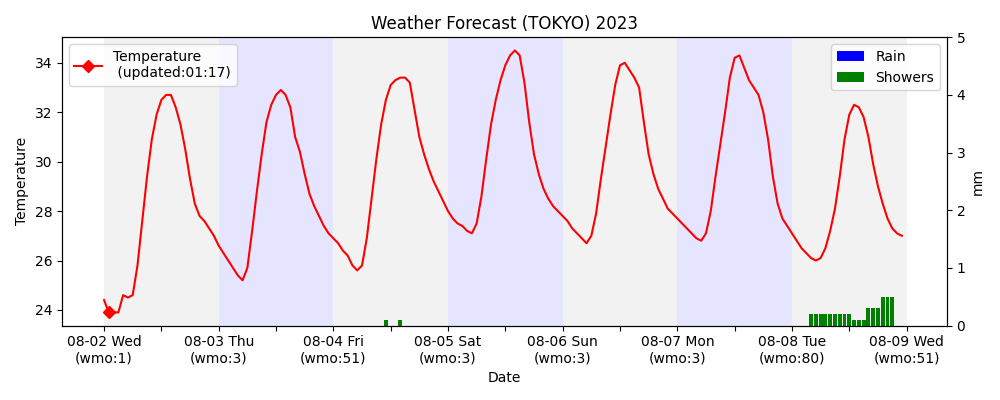 Weather Forecast (TOKYO) 2023
Temperature
(updated:01:17)
Rain
Showers
Temperature
34
32
30
28
26
24
5
4
3
2
1
0
mm
08-02 Wed
(wmo:1)
08-03 Thu
(wmo:3)
08-04 Fri
(wmo:51)
08-05 Sat
(wmo:3)
08-06 Sun
(wmo:3)
08-07 Mon
(wmo:3)
08-08 Tue
(wmo:80)
08-09 Wed
(wmo:51)
Date